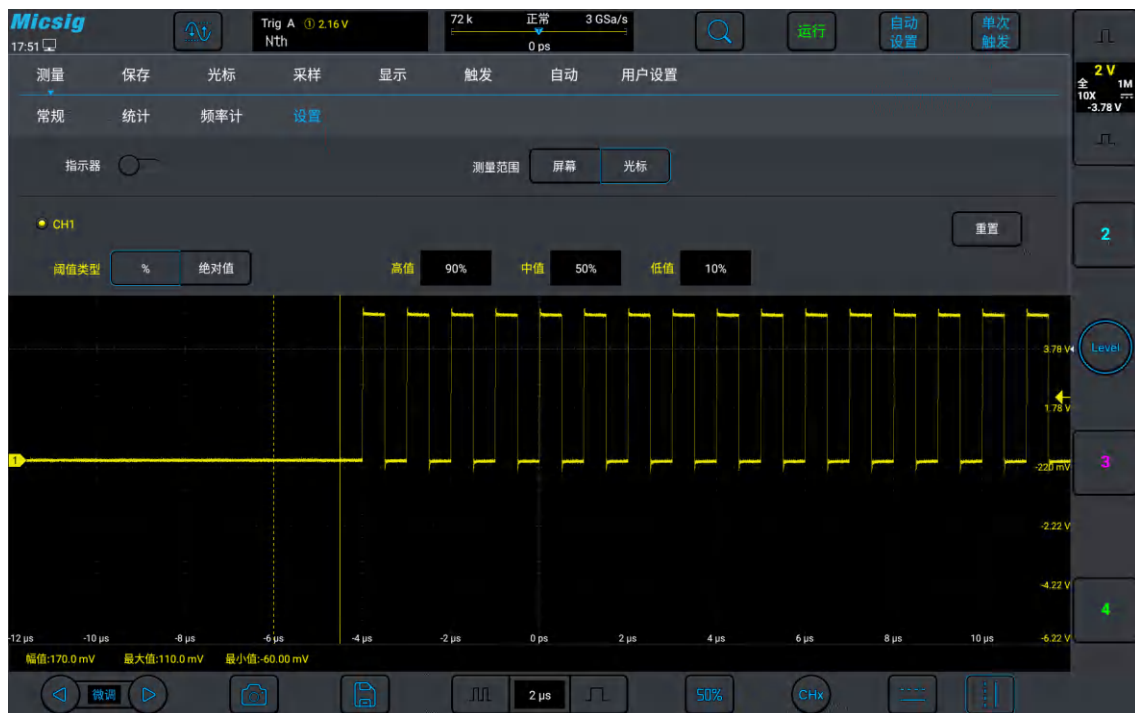 Micsig
17:51
Trig A ① 2.16 V
Nth
72 k 正常 3 GSa/s
0 ps
运行
自动
设置
单次
触发
测量 保存 光标 采样 显示 触发 自动 用户设置
常规 统计 频率计 设置
2 V
全 1M
10X
-3.78 V
指示器
测量范围 屏幕 光标
CH1
重置
2
阈值类型 % 绝对值 高值 90% 中值 50% 低值 10%
3.78 V
Level
1.78 V
1
-220 mV
3
-2.22 V
-4.22 V
4
-12 μs -10 μs -8 μs -6 μs -4 μs -2 μs 0 ps 2 μs 4 μs 6 μs 8 μs 10 μs -6.22 V
幅值:170.0 mV 最大值:110.0 mV 最小值:-60.00 mV
微调
2 μs
50%
CHx